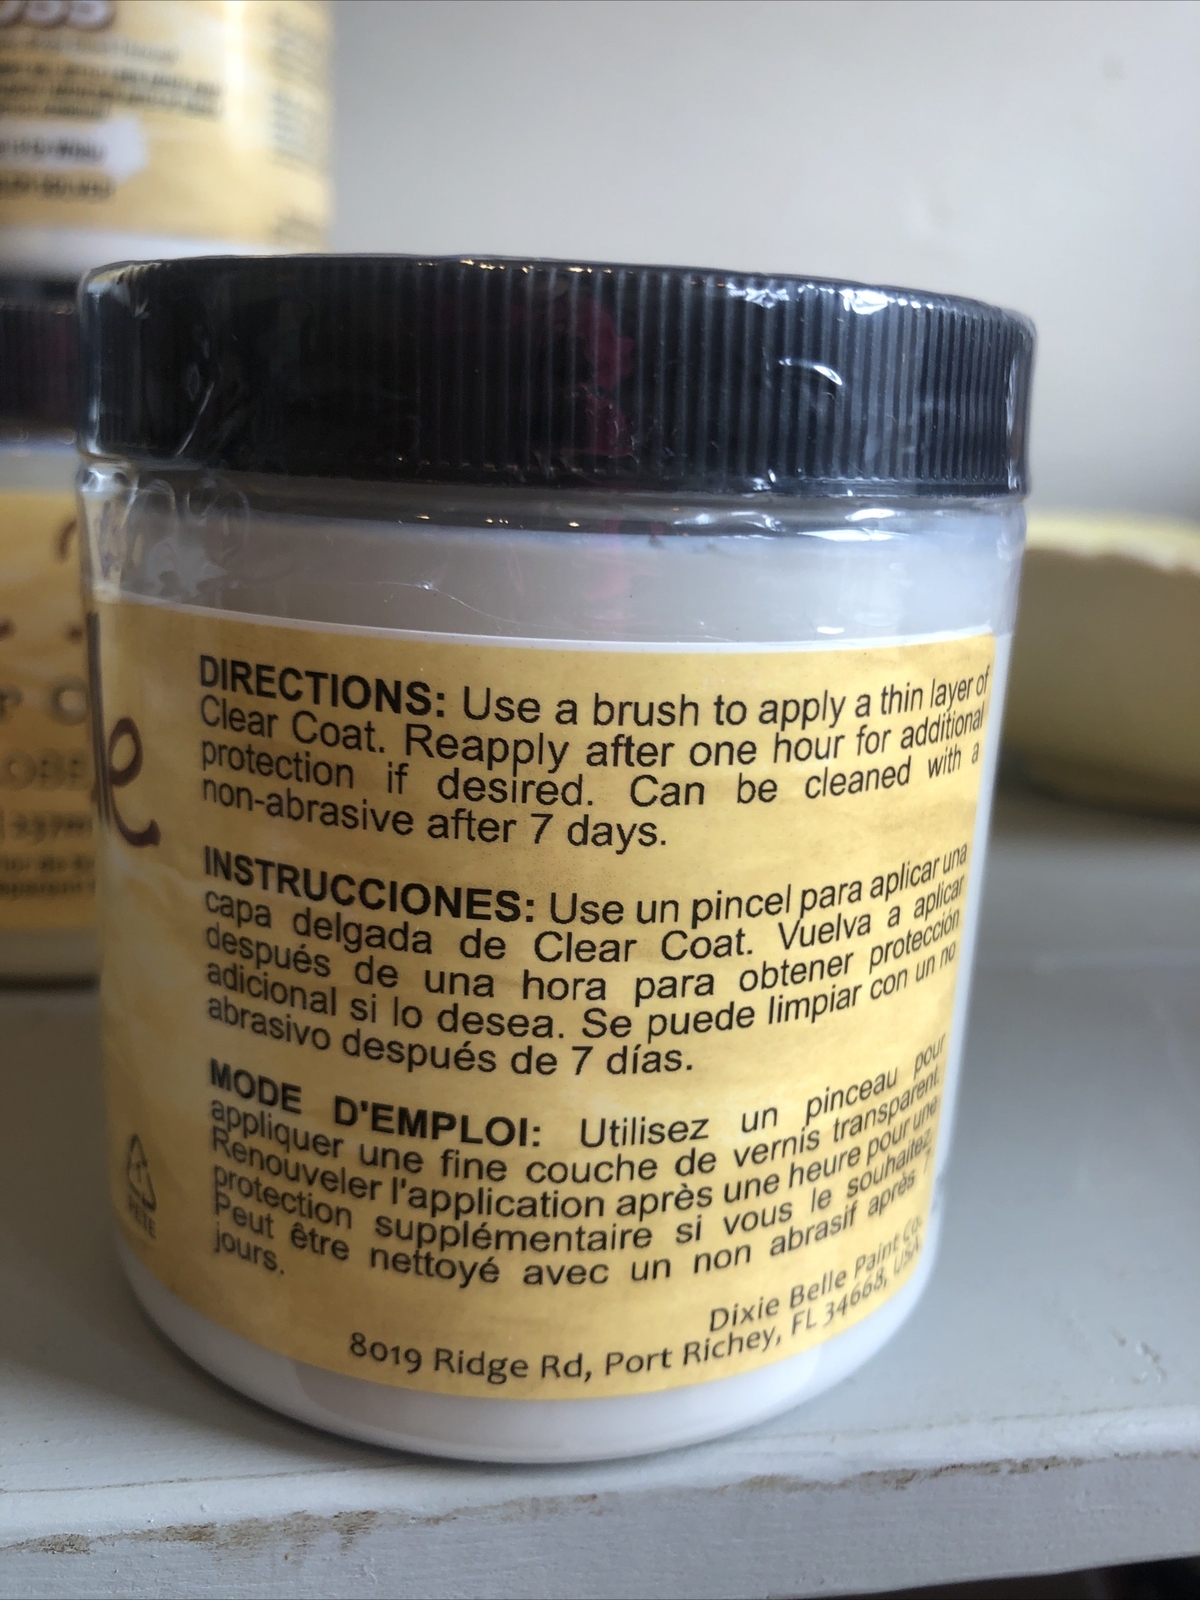 DIRECTIONS: Use a brush to apply a thin layer of
Clear Coat. Reapply after one hour for additional
protection if desired. Can be cleaned with a
non-abrasive after 7 days.
INSTRUCCIONES: Use un pincel para aplicar una
capa delgada de Clear Coat. Vuelva a aplicar
después de una hora para obtener protección
adicional si lo desea. Se puede limpiar con un no
abrasivo después de 7 días.
MODE D'EMPLOI: Utilisez un pinceau pour
appliquer une fine couche de vernis transparent.
Renouveler l'application après une heure pour une
protection supplémentaire si vous le souhaitez.
Peut être nettoyé avec un non abrasif après 7
jours.
Dixie Belle Paint Co.
8019 Ridge Rd, Port Richey, FL 34668, USA
PETE